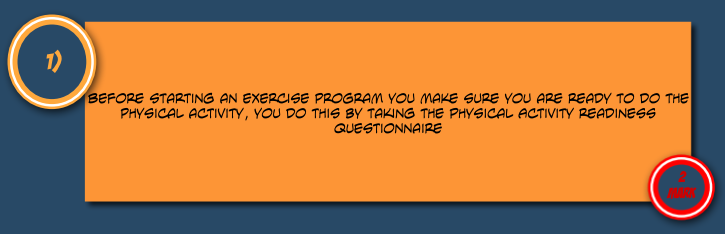 1)
BEFORE STARTING AN EXERCISE PROGRAM YOU MAKE SURE YOU ARE READY TO DO THE
PHYSICAL ACTIVITY, YOU DO THIS BY TAKING THE PHYSICAL ACTIVITY READINESS
QUESTIONNAIRE
2